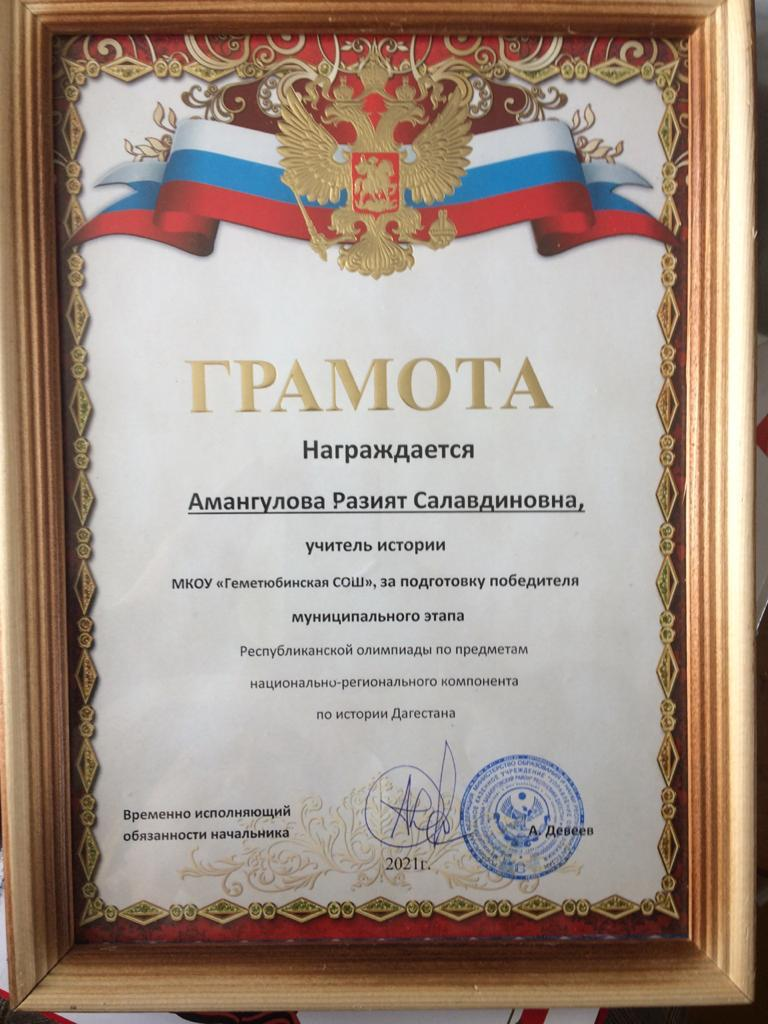 ГРАМОТА
Награждается
Амангулова Разият Салавдиновна,
учитель истории
МКОУ «Геметюбинская СОШ», за подготовку победителя
муниципального этапа
Республиканской олимпиады по предметам
национально-регионального компонента
по истории Дагестана
Временно исполняющий
обязанности начальника
А. Девеев
2021г.